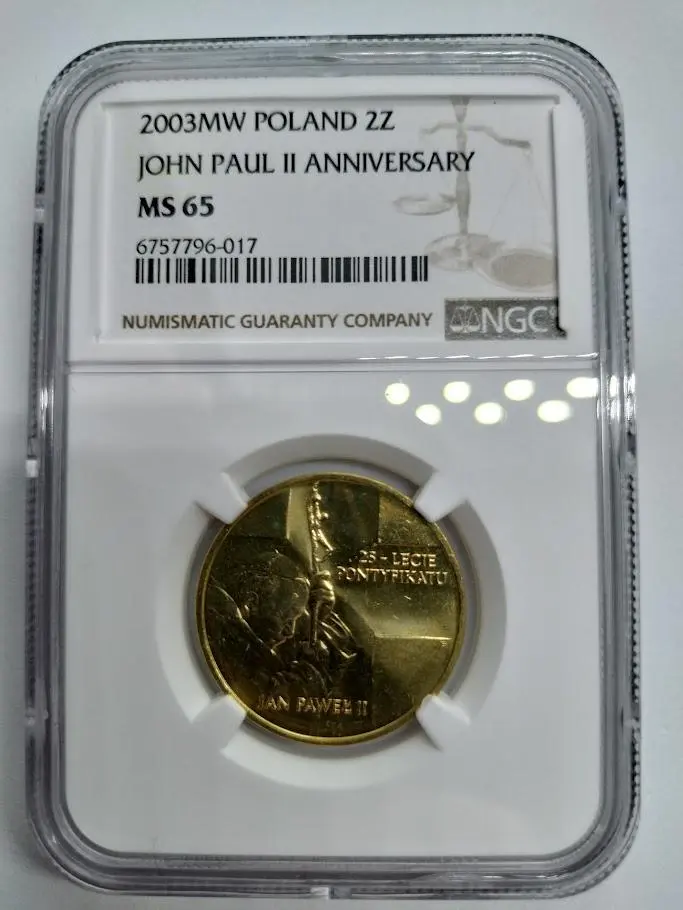 2003MW POLAND 2Z
JOHN PAUL II ANNIVERSARY
MS 65
6757796-017
NUMISMATIC GUARANTY COMPANY NGC®
25 - LECIE
PONTYFIKATU
JAN PAWEŁ II